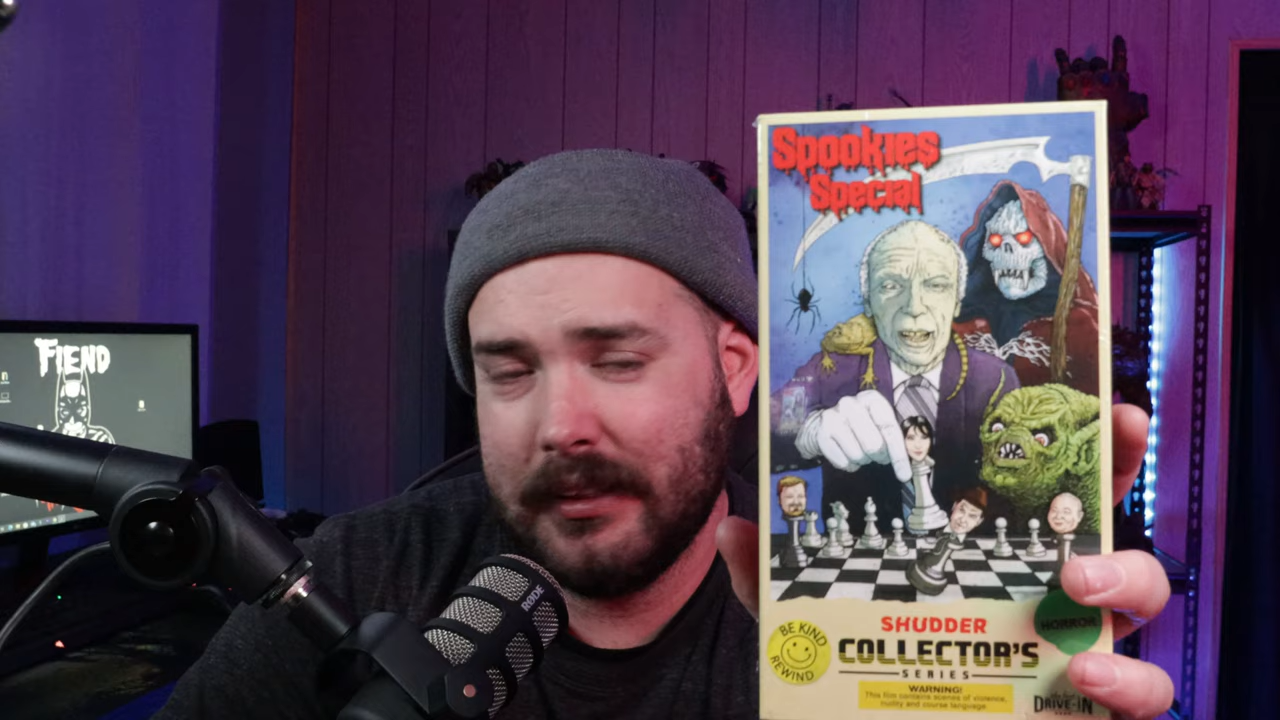 FIEND
RØDE
Spookies
Special
SHUDDER
COLLECTOR'S
SERIES
BE KIND
REWIND
HORROR
WARNING!
This film contains scenes of violence,
nudity and course language
DRIVE-IN